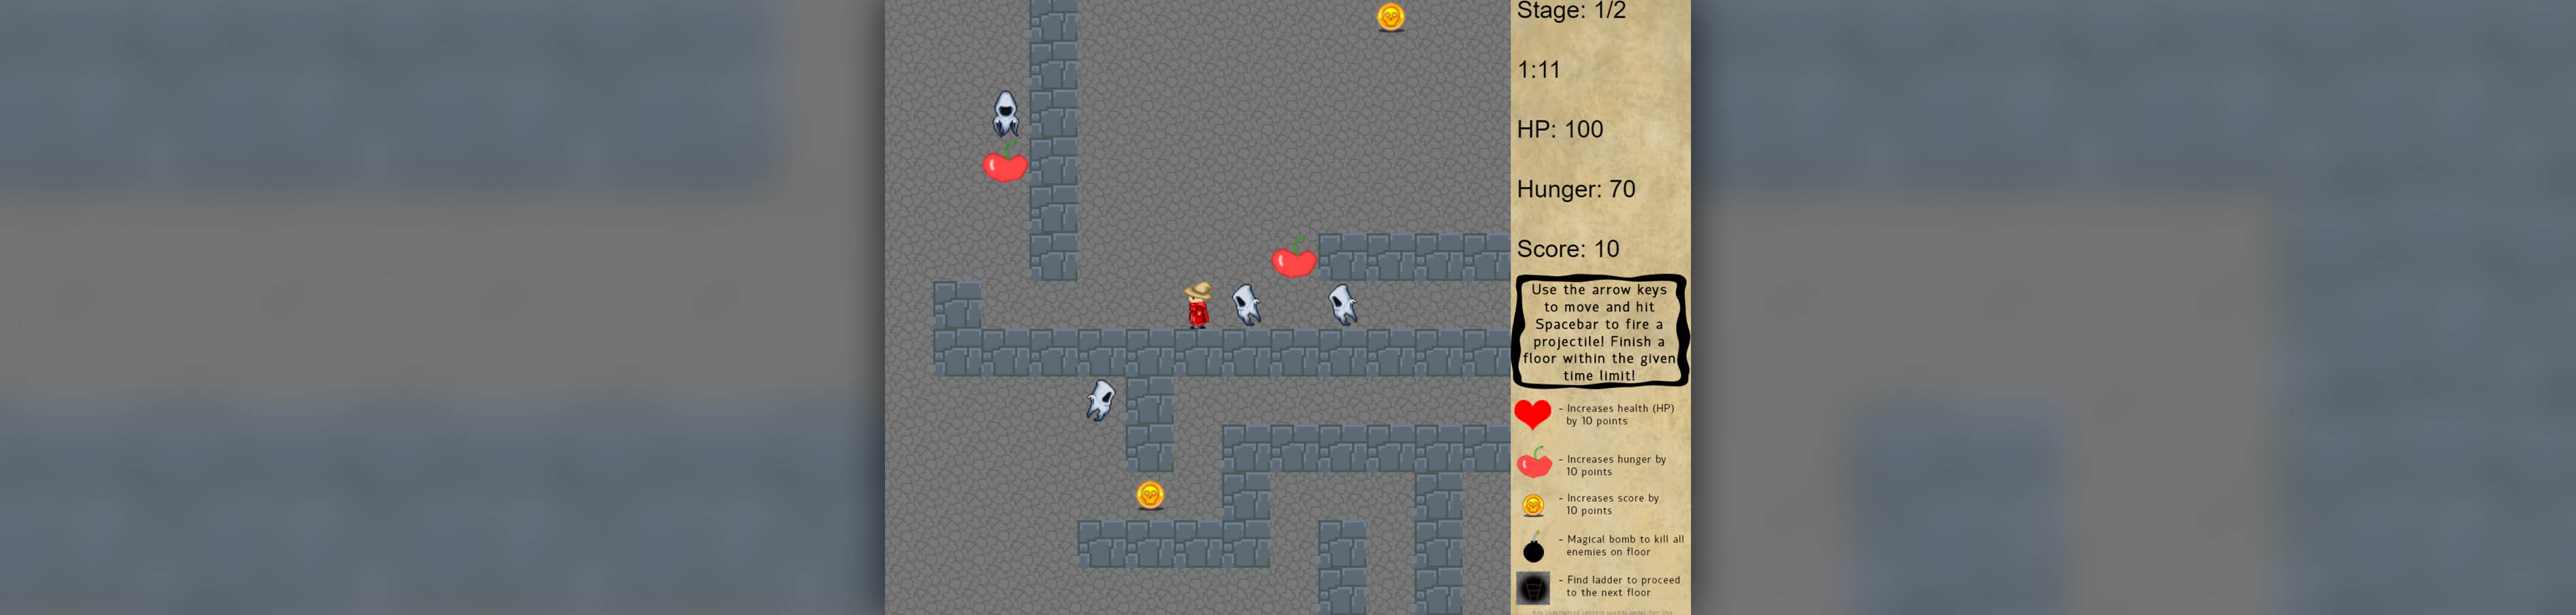 Stage: 1/2
1:11
HP: 100
Hunger: 70
Score: 10
Use the arrow keys
to move and hit
Spacebar to fire a
projectile! Finish a
floor within the given
time limit!
- Increases health (HP)
by 10 points
- Increases hunger by
10 points
- Increases score by
10 points
- Magical bomb to kill all
enemies on floor
- Find ladder to proceed
to the next floor